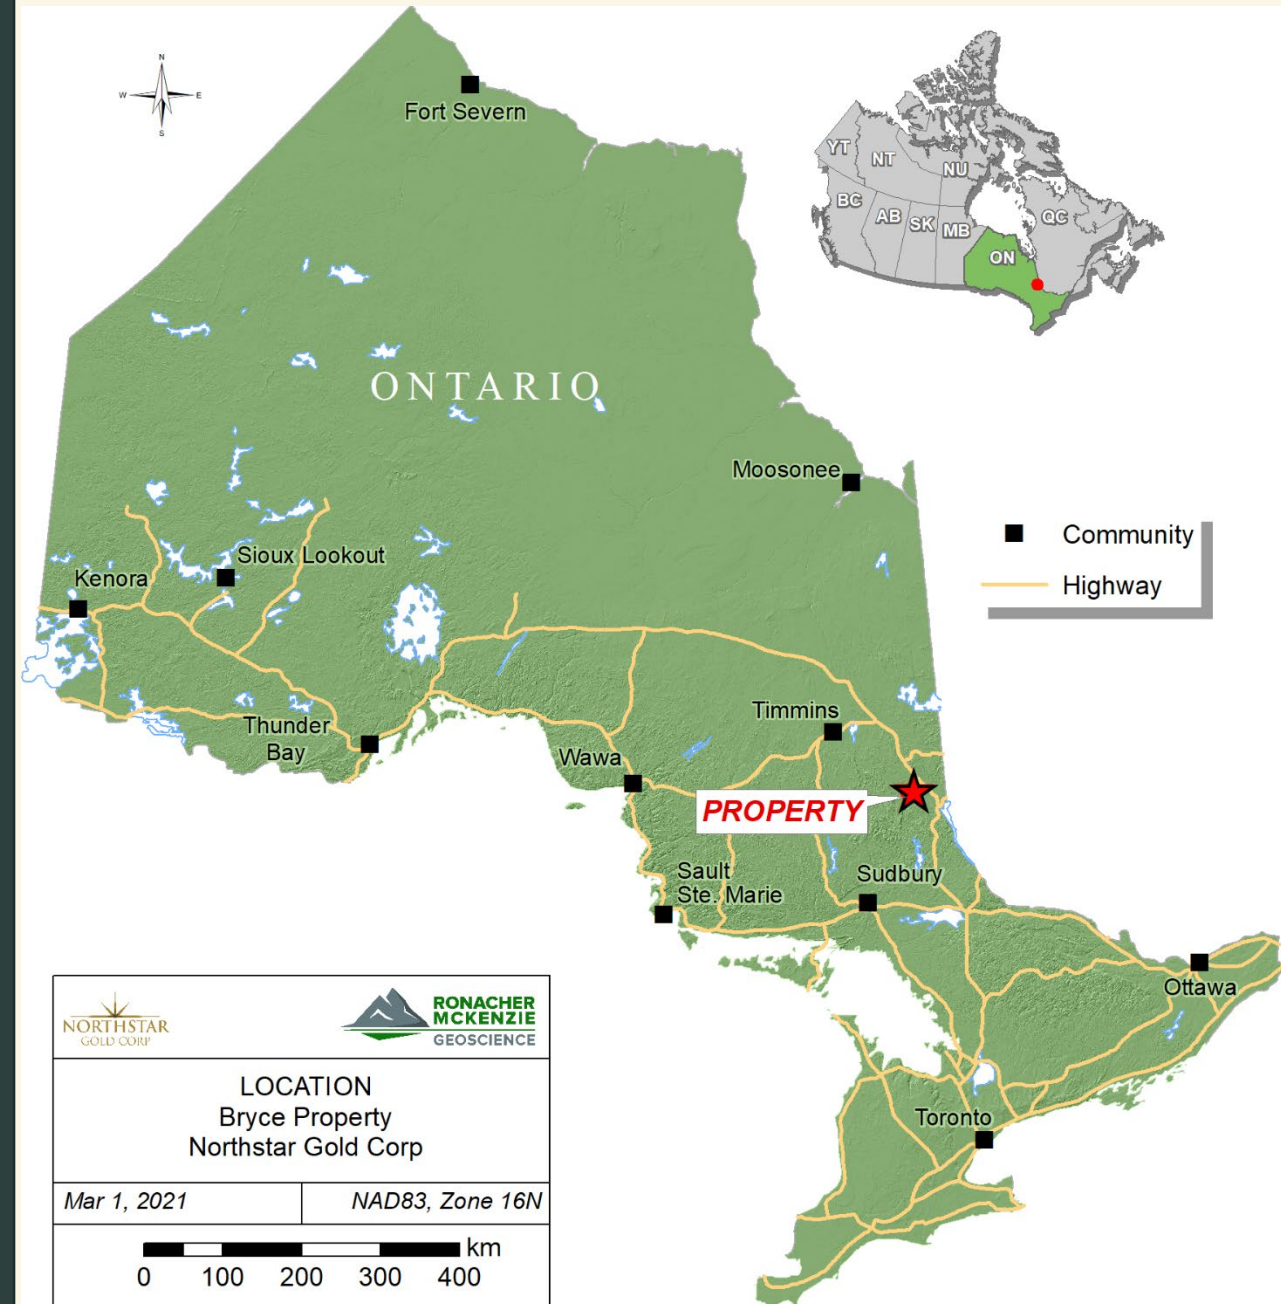 N
W E
S
Fort Severn
YT
NT
NU
BC
AB
SK
MB
QC
ON
ONTARIO
Moosonee
Community
Highway
Sioux Lookout
Kenora
Thunder
Bay
Timmins
Wawa
PROPERTY
Sault
Ste. Marie
Sudbury
Ottawa
Toronto
NORTHSTAR
GOLD CORP
RONACHER
MCKENZIE
GEOSCIENCE
LOCATION
Bryce Property
Northstar Gold Corp
Mar 1, 2021
NAD83, Zone 16N
km
0 100 200 300 400